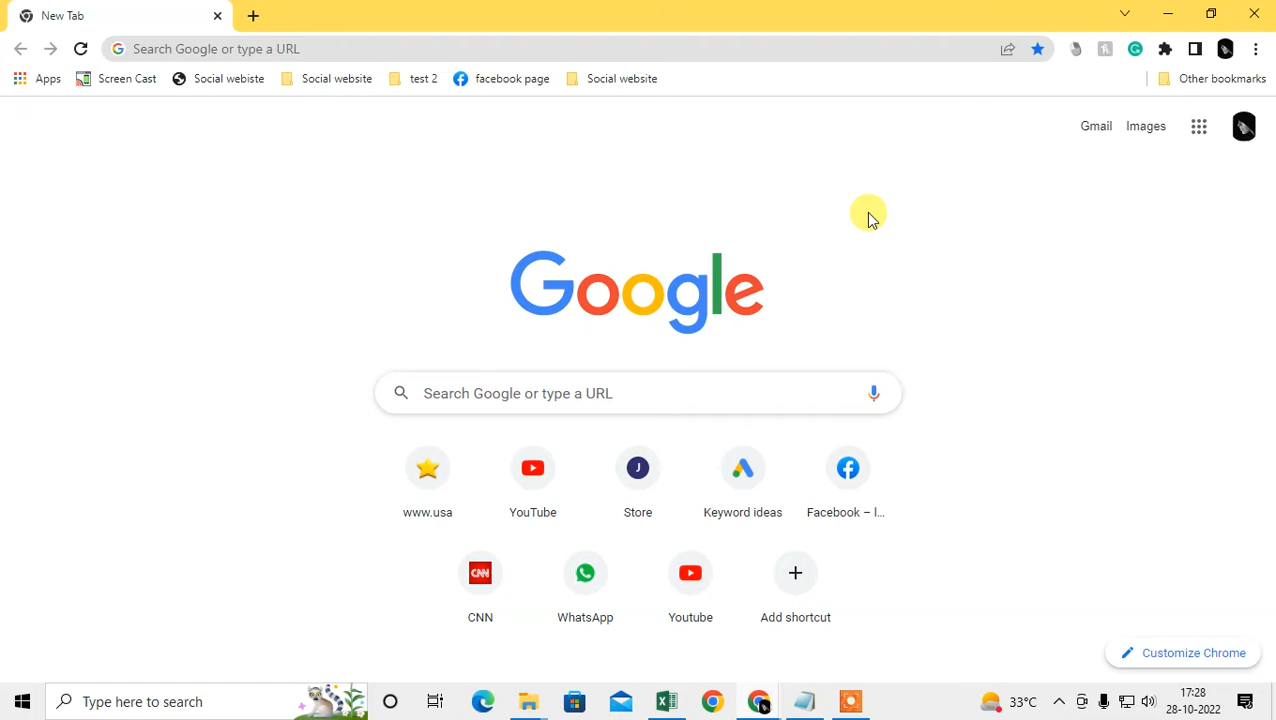 New Tab
Search Google or type a URL
Apps Screen Cast Social webiste Social website test 2 facebook page Social website Other bookmarks
Gmail Images
Google
Search Google or type a URL
www.usa YouTube Store Keyword ideas Facebook – l...
CNN WhatsApp Youtube Add shortcut
Customize Chrome
Type here to search
33°C
17:28
28-10-2022